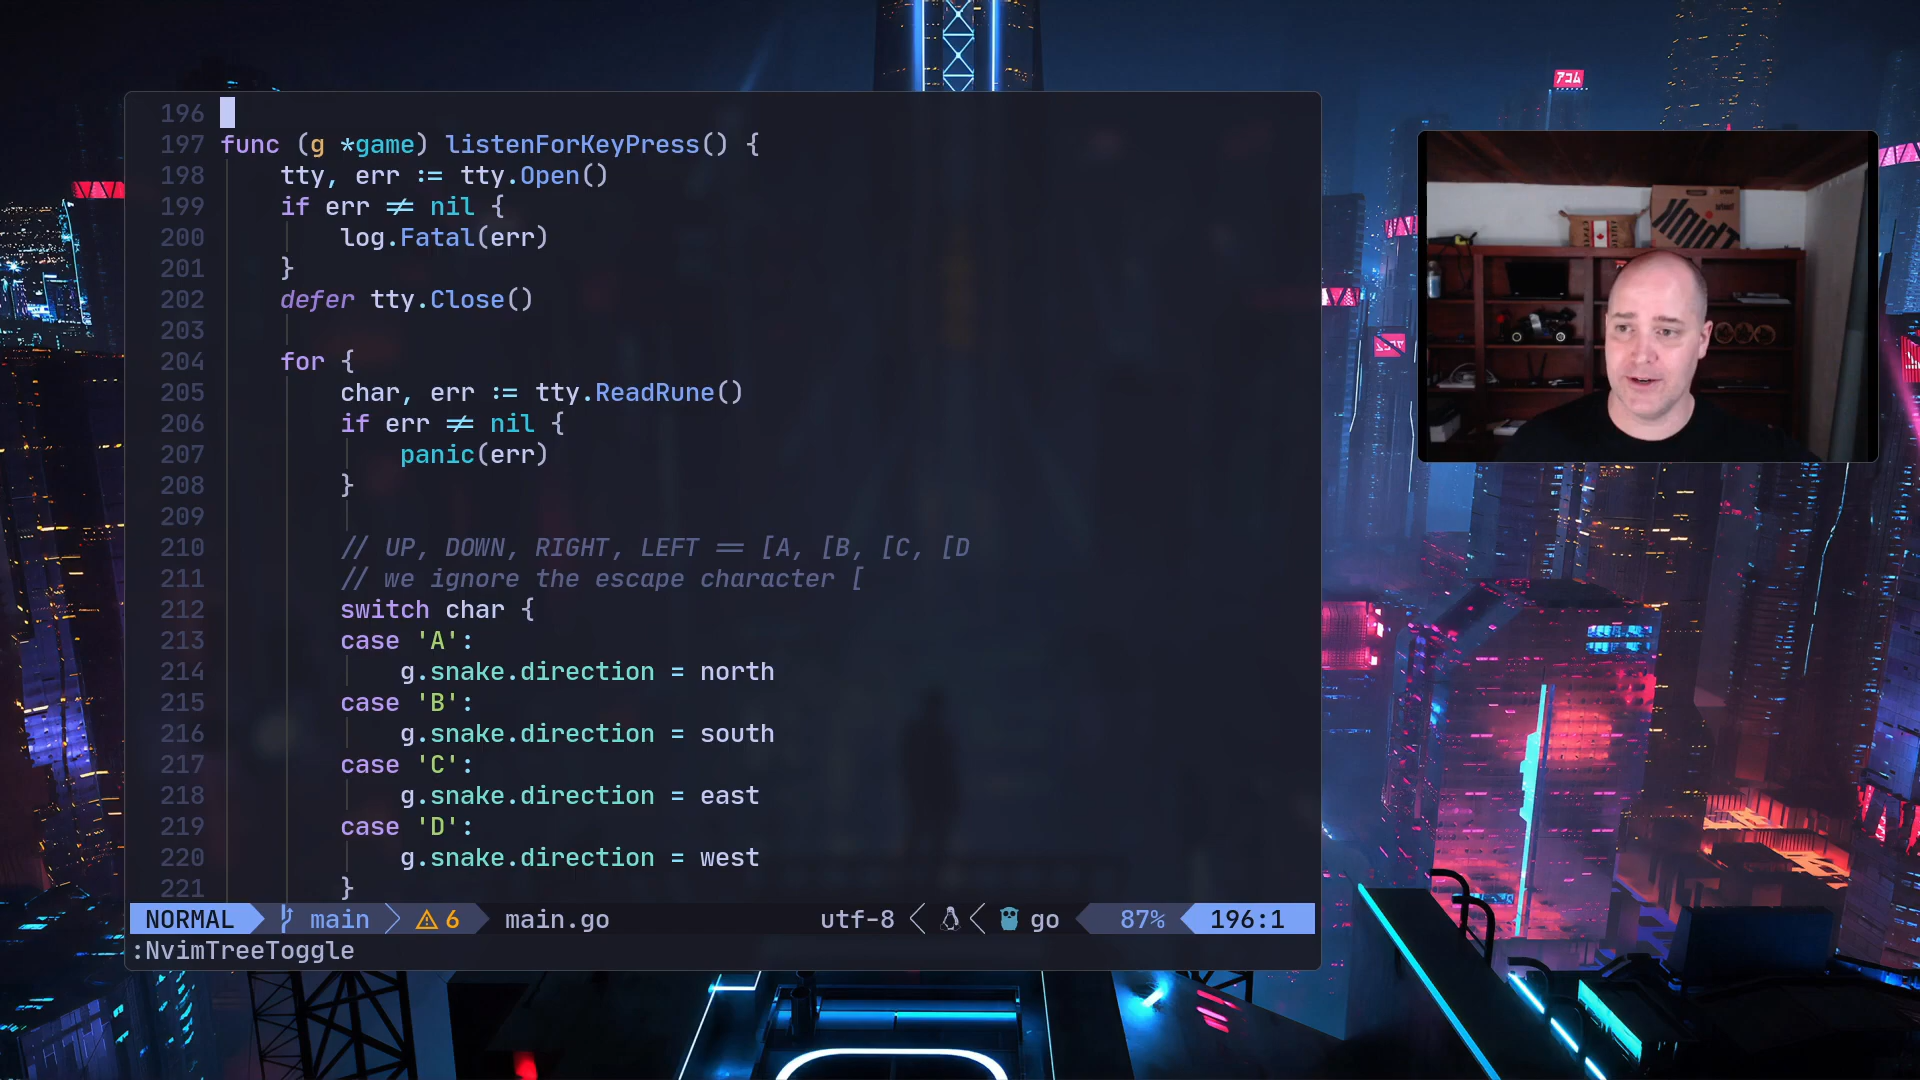 アコム
196
197 func (g *game) listenForKeyPress() {
198 tty, err := tty.Open()
199 if err != nil {
200 log.Fatal(err)
201 }
202 defer tty.Close()
203
204 for {
205 char, err := tty.ReadRune()
206 if err != nil {
207 panic(err)
208 }
209
210 // UP, DOWN, RIGHT, LEFT == [A, [B, [C, [D
211 // we ignore the escape character [
212 switch char {
213 case 'A':
214 g.snake.direction = north
215 case 'B':
216 g.snake.direction = south
217 case 'C':
218 g.snake.direction = east
219 case 'D':
220 g.snake.direction = west
221 }
NORMAL main 6 main.go utf-8 go 87% 196:1
:NvimTreeToggle